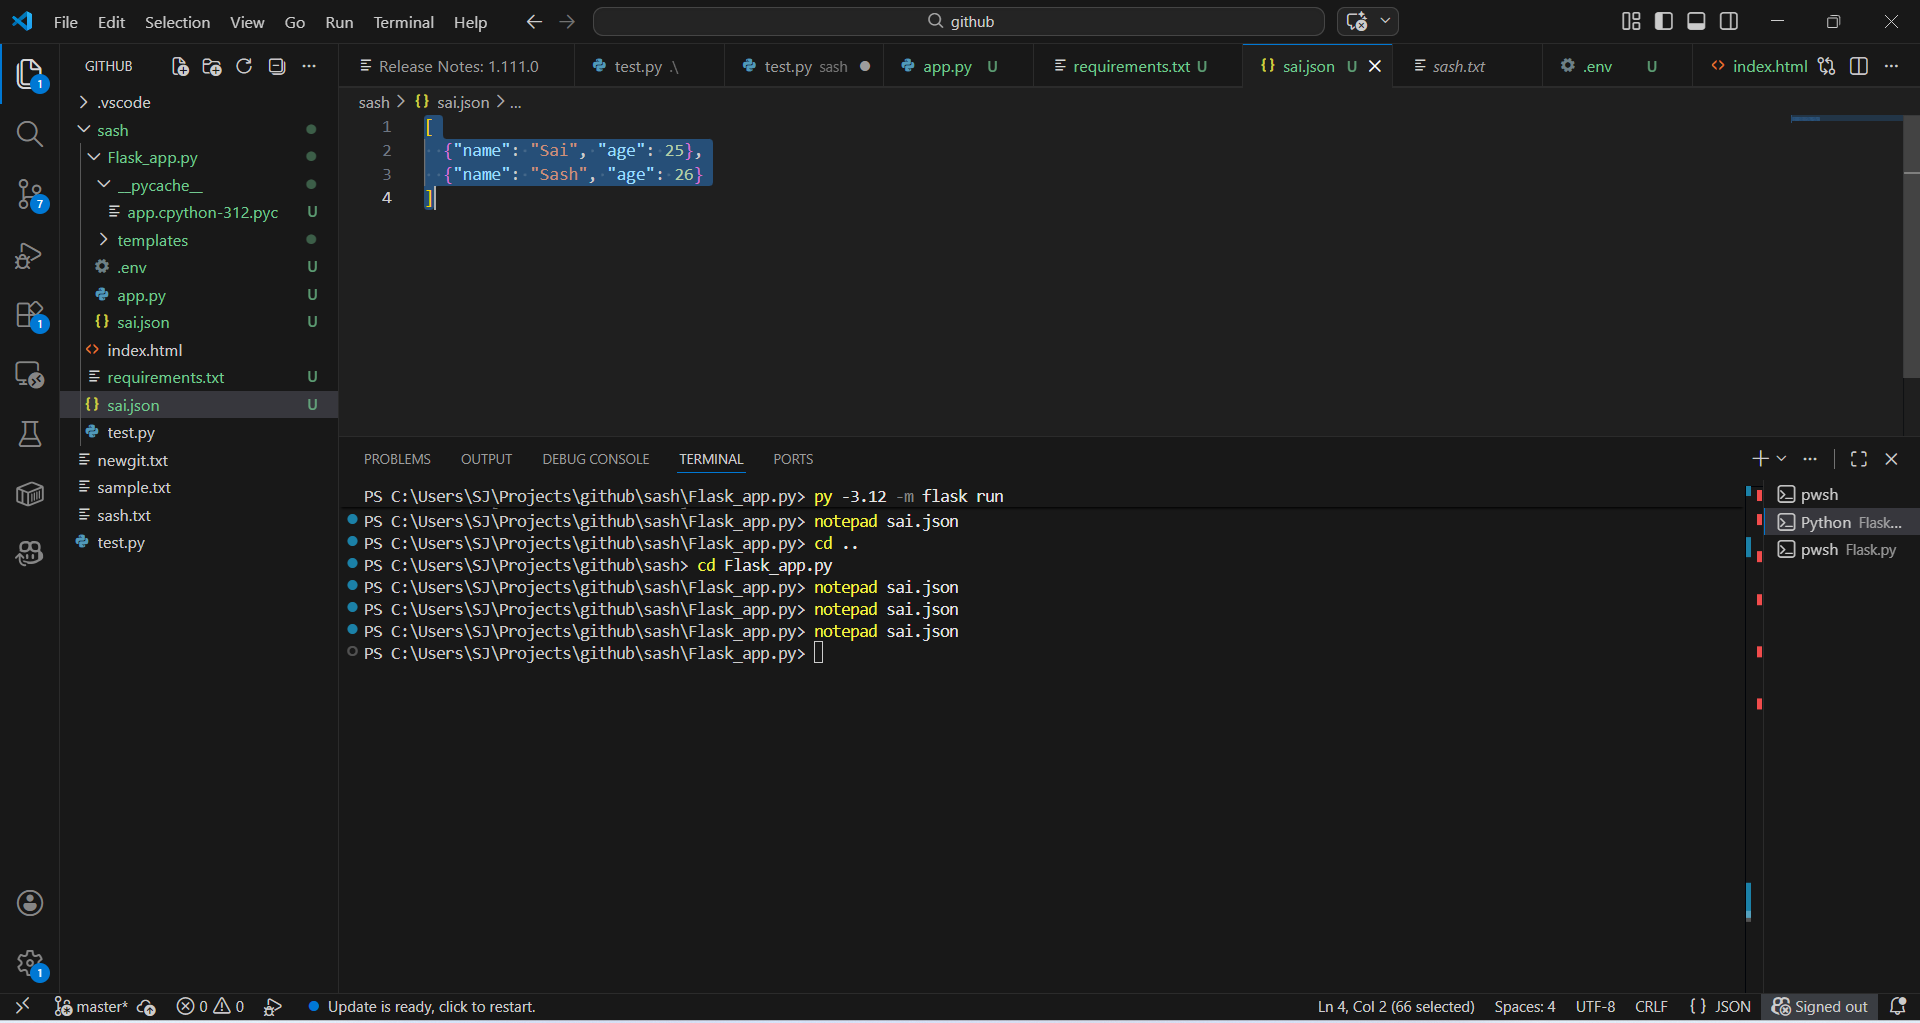 File Edit Selection View Go Run Terminal Help
github
GITHUB
.vscode
sash
Flask_app.py
__pycache__
app.cpython-312.pyc U
templates
.env U
app.py U
sai.json U
index.html
requirements.txt U
sai.json U
test.py
newgit.txt
sample.txt
sash.txt
test.py
1
7
1
1
Release Notes: 1.111.0
test.py .\
test.py sash
app.py U
requirements.txt U
sai.json U
sash.txt
.env U
index.html
sash > sai.json > ...
1 [
2 {"name": "Sai", "age": 25},
3 {"name": "Sash", "age": 26}
4 ]
PROBLEMS OUTPUT DEBUG CONSOLE TERMINAL PORTS
PS C:\Users\SJ\Projects\github\sash\Flask_app.py> py -3.12 -m flask run
PS C:\Users\SJ\Projects\github\sash\Flask_app.py> notepad sai.json
PS C:\Users\SJ\Projects\github\sash\Flask_app.py> cd ..
PS C:\Users\SJ\Projects\github\sash> cd Flask_app.py
PS C:\Users\SJ\Projects\github\sash\Flask_app.py> notepad sai.json
PS C:\Users\SJ\Projects\github\sash\Flask_app.py> notepad sai.json
PS C:\Users\SJ\Projects\github\sash\Flask_app.py> notepad sai.json
PS C:\Users\SJ\Projects\github\sash\Flask_app.py>
pwsh
Python Flask...
pwsh Flask.py
master* 0 0 Update is ready, click to restart.
Ln 4, Col 2 (66 selected) Spaces: 4 UTF-8 CRLF {} JSON Signed out